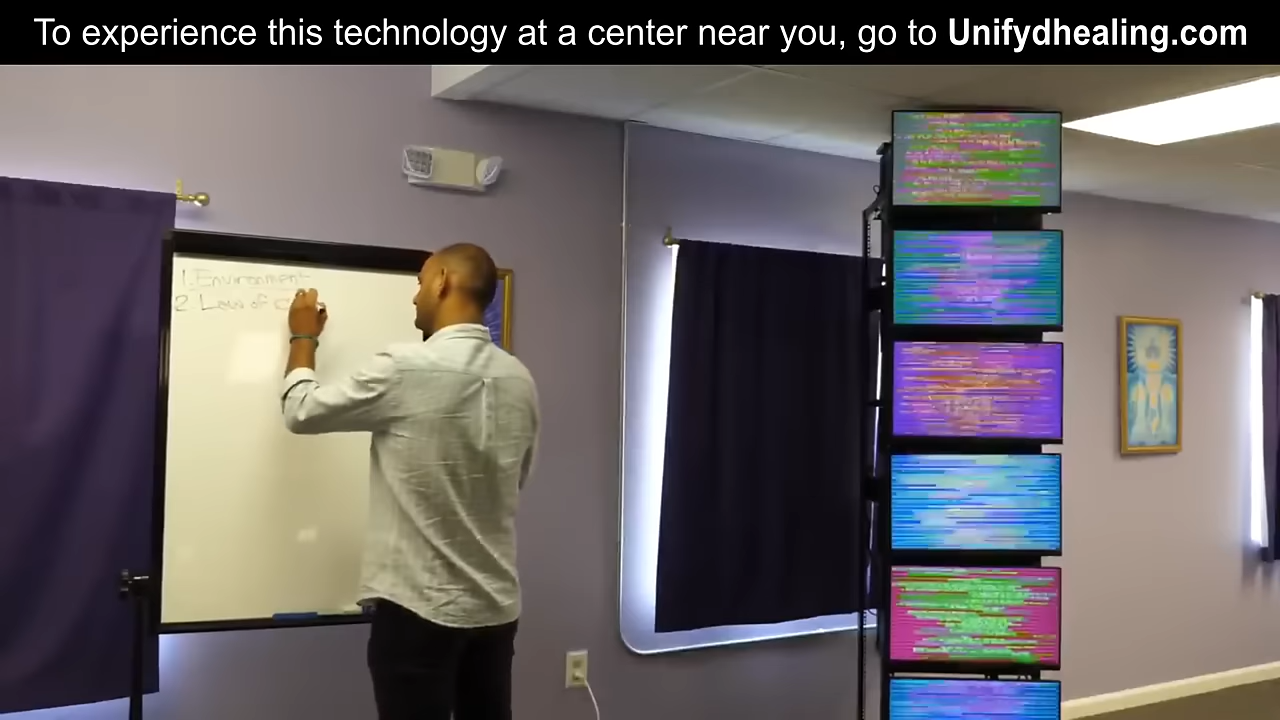 To experience this technology at a center near you, go to Unifydhealing.com
1. Environment
2. Law of